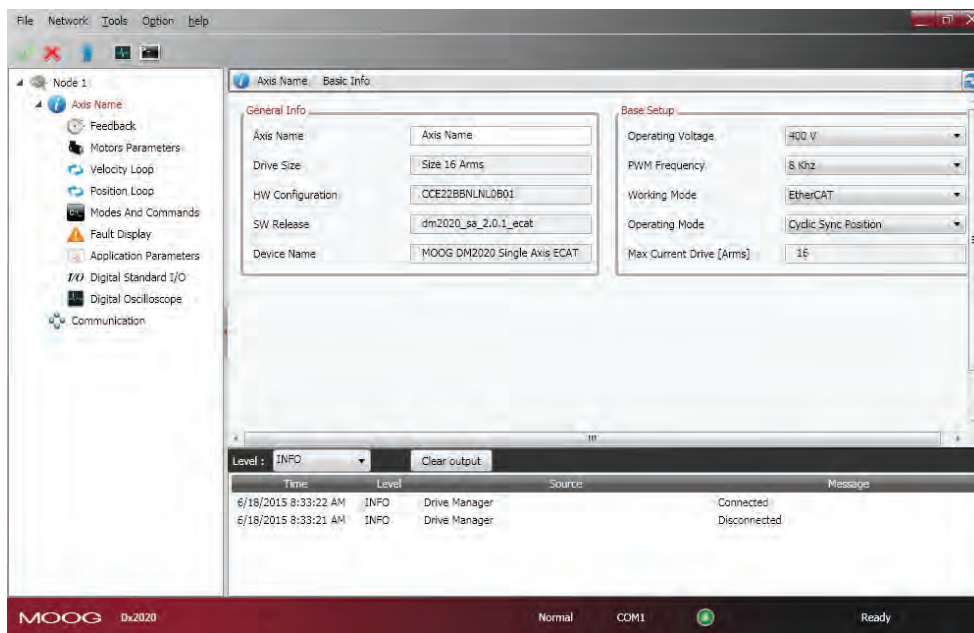 File Network Tools Option help
Node 1
Axis Name
Feedback
Motors Parameters
Velocity Loop
Position Loop
Modes And Commands
Fault Display
Application Parameters
I/O Digital Standard I/O
Digital Oscilloscope
Communication
Axis Name Basic Info
General Info
Axis Name Axis Name
Drive Size Size 16 Arms
HW Configuration CCE22BBNLNL0B01
SW Release dm2020_sa_2.0.1_ecat
Device Name MOOG DM2020 Single Axis ECAT
Base Setup
Operating Voltage 400 V
PWM Frequency 8 Khz
Working Mode EtherCAT
Operating Mode Cyclic Sync Position
Max Current Drive [Arms] 16
Level : INFO Clear output
Time Level Source Message
6/18/2015 8:33:22 AM INFO Drive Manager Connected
6/18/2015 8:33:21 AM INFO Drive Manager Disconnected
MOOG Dx2020 Normal COM1 Ready